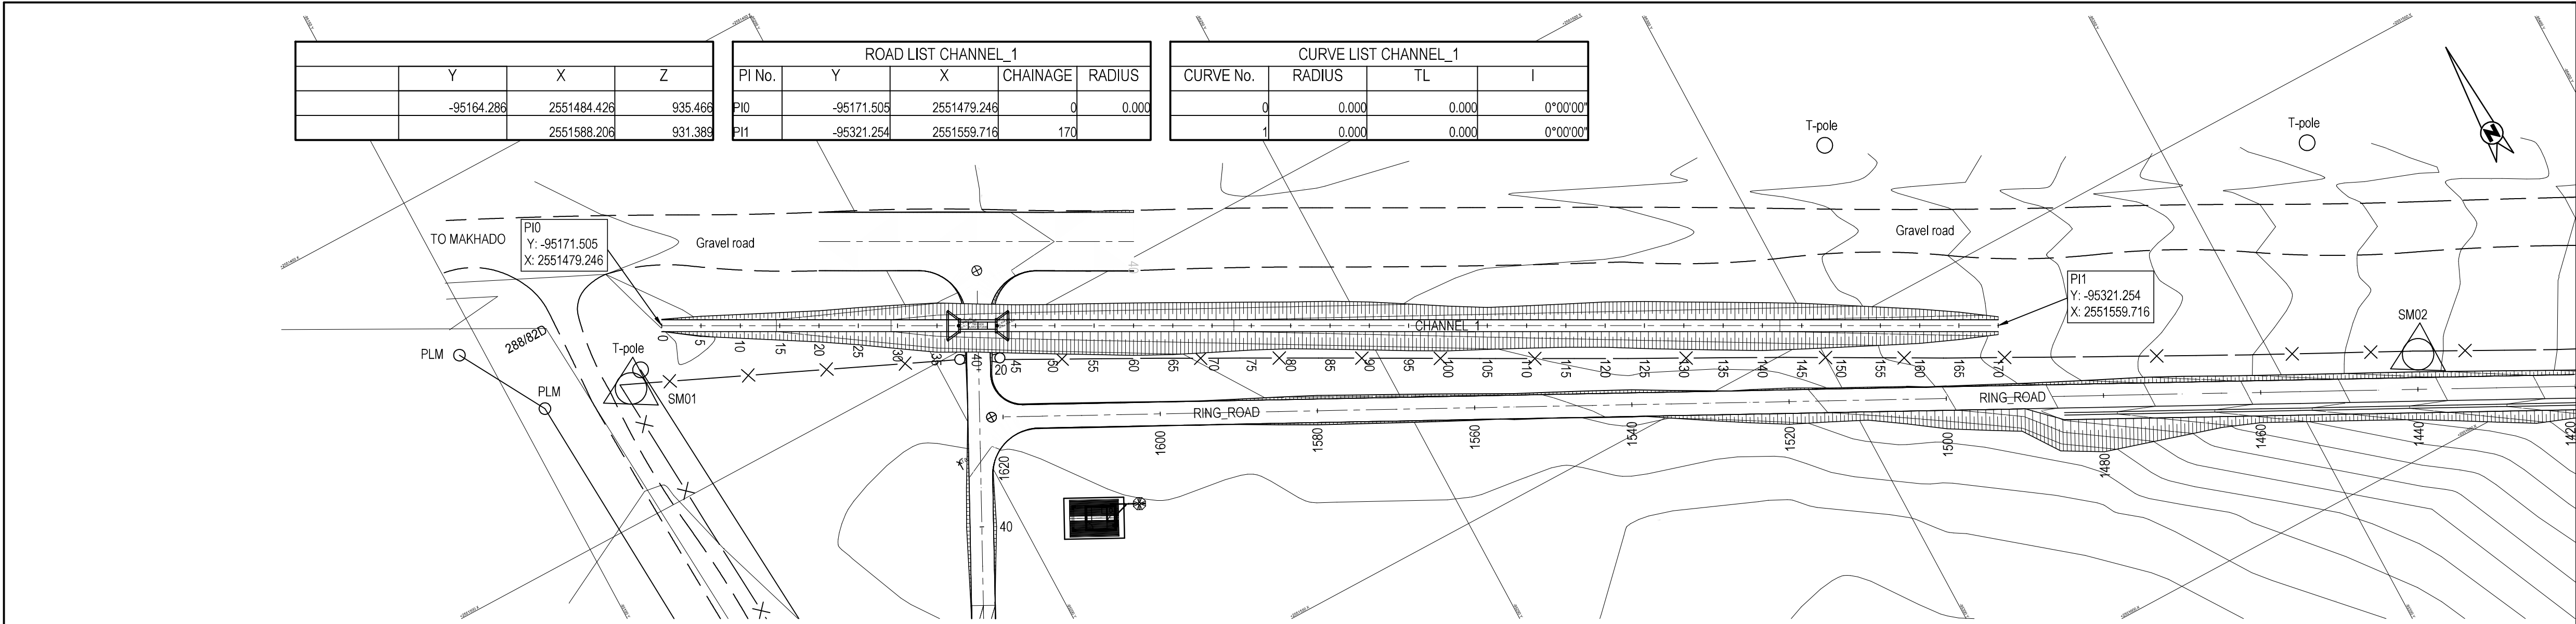 Y X Z
-95164.286 2551484.426 935.466
2551588.206 931.389
ROAD LIST CHANNEL_1
PI No. Y X CHAINAGE RADIUS
PI0 -95171.505 2551479.246 0 0.000
PI1 -95321.254 2551559.716 170
CURVE LIST CHANNEL_1
CURVE No. RADIUS TL I
0 0.000 0.000 0°00'00"
1 0.000 0.000 0°00'00"
T-pole
T-pole
N
TO MAKHADO
PI0
Y: -95171.505
X: 2551479.246
Gravel road
Gravel road
PI1
Y: -95321.254
X: 2551559.716
CHANNEL_1
SM02
288/82D
PLM
T-pole
PLM
SM01
0 5 10 15 20 25 30 35 40 45 50 55 60 65 70 75 80 85 90 95 100 105 110 115 120 125 130 135 140 145 150 155 160 165 170
20
RING_ROAD
RING_ROAD
1620 1600 1580 1560 1540 1520 1500 1480 1460 1440 1420
40